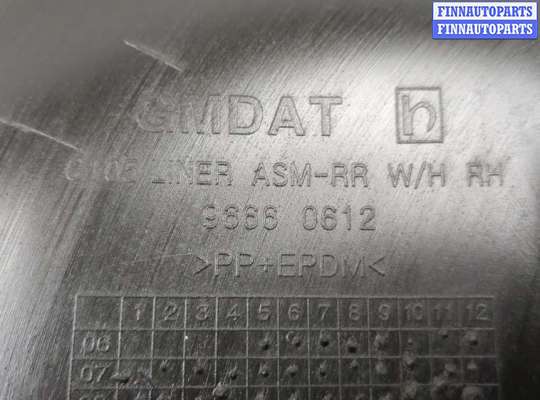 FINNAUTOPARTS
FINNAUTOPARTS
GMDAT h
LINER ASM-RR W/H RH
9666 0612
>PP+EPDM<
1 2 3 4 5 6 7 8 9 10 11 12
06
07